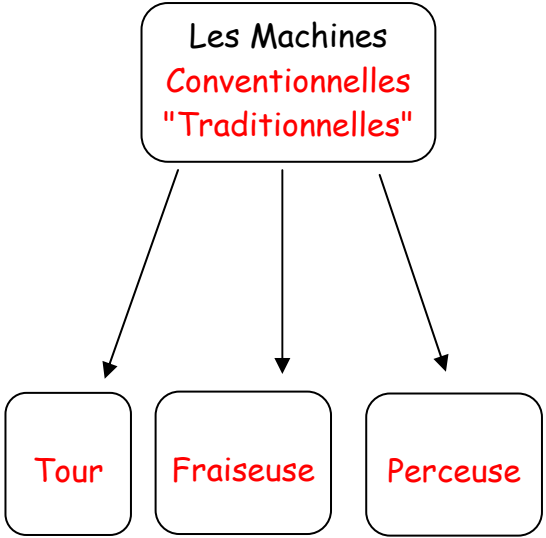 Les Machines
Conventionnelles
"Traditionnelles"
Tour
Fraiseuse
Perceuse